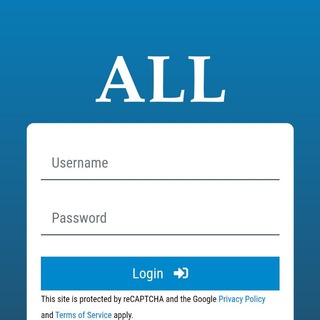 ALL
Username
Password
Login
This site is protected by reCAPTCHA and the Google Privacy Policy
and Terms of Service apply.